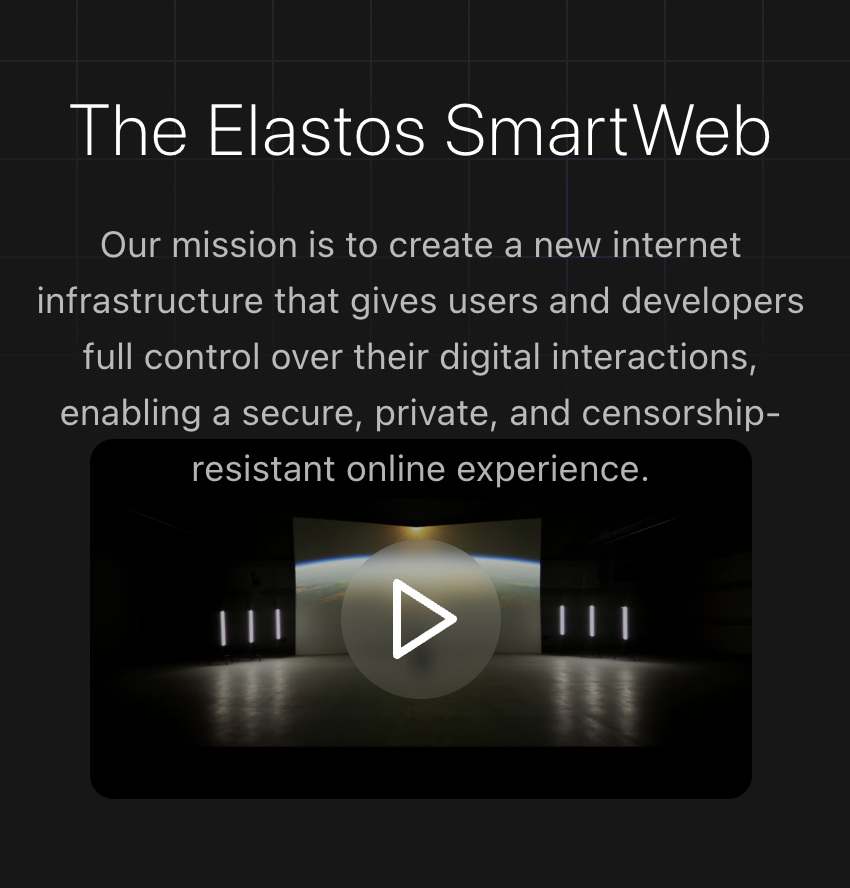 The Elastos SmartWeb
Our mission is to create a new internet
infrastructure that gives users and developers
full control over their digital interactions,
enabling a secure, private, and censorship-
resistant online experience.